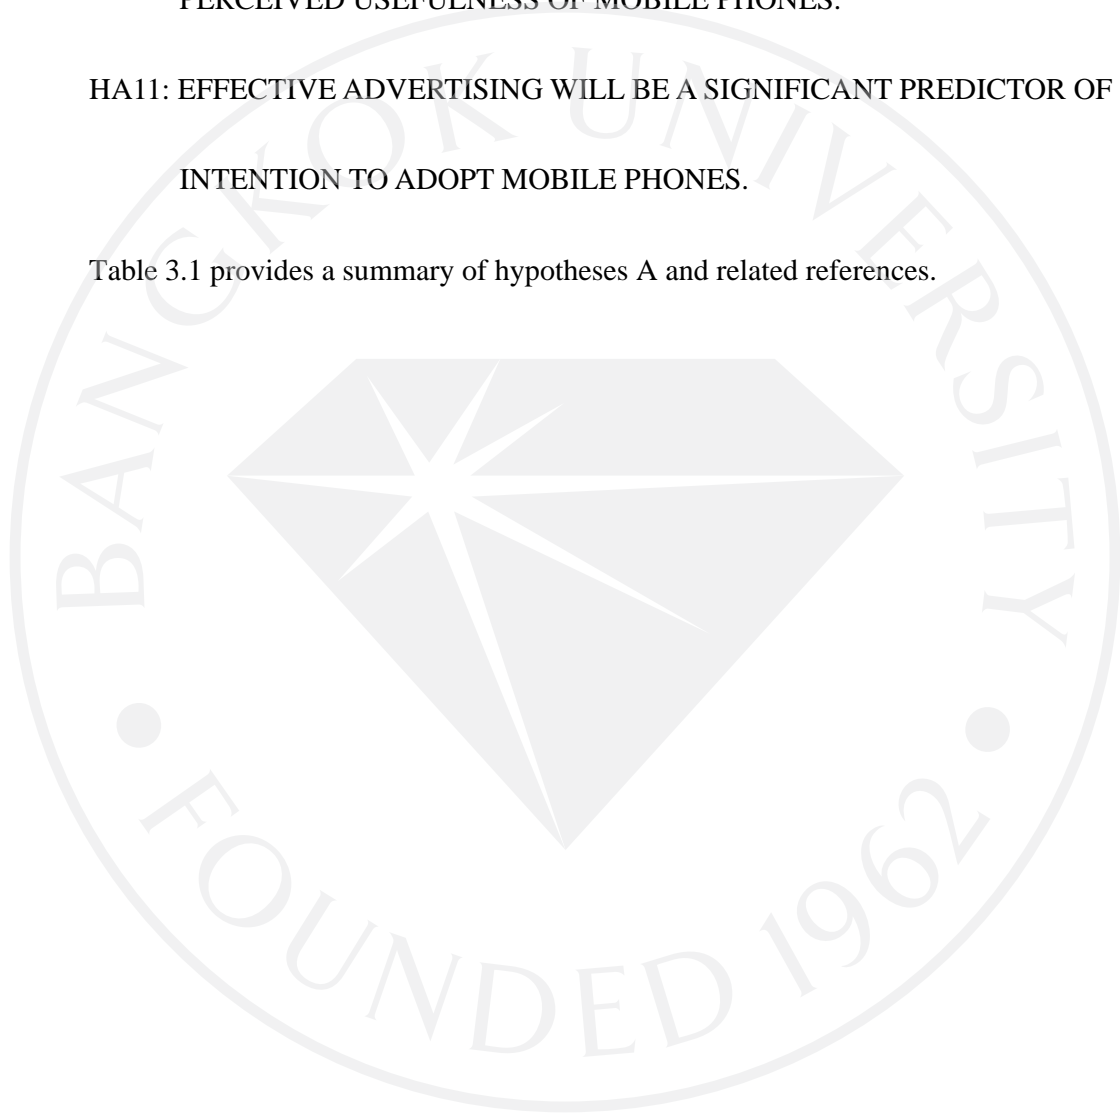 PERCEIVED USEFULNESS OF MOBILE PHONES.
HA11: EFFECTIVE ADVERTISING WILL BE A SIGNIFICANT PREDICTOR OF
INTENTION TO ADOPT MOBILE PHONES.
Table 3.1 provides a summary of hypotheses A and related references.
BANGKOK UNIVERSITY
FOUNDED 1962